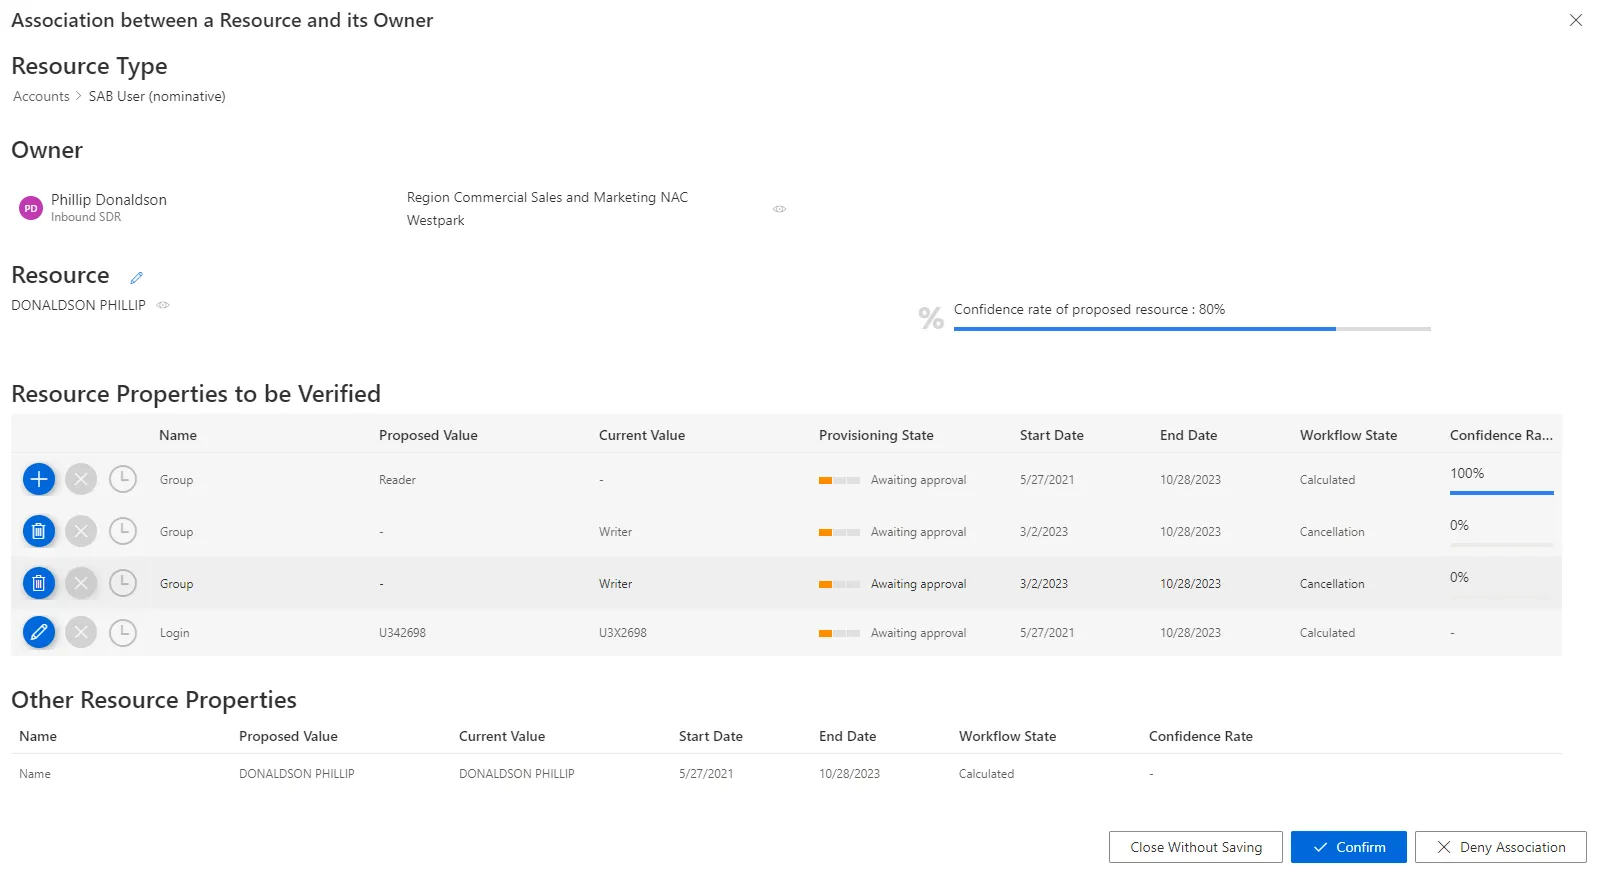 Association between a Resource and its Owner
Resource Type
Accounts > SAB User (nominative)
Owner
PD
Phillip Donaldson
Inbound SDR
Region Commercial Sales and Marketing NAC
Westpark
Resource
DONALDSON PHILLIP
% Confidence rate of proposed resource : 80%
Resource Properties to be Verified
Name Proposed Value Current Value Provisioning State Start Date End Date Workflow State Confidence Ra...
Group Reader - Awaiting approval 5/27/2021 10/28/2023 Calculated 100%
Group - Writer Awaiting approval 3/2/2023 10/28/2023 Cancellation 0%
Group - Writer Awaiting approval 3/2/2023 10/28/2023 Cancellation 0%
Login U342698 U3X2698 Awaiting approval 5/27/2021 10/28/2023 Calculated -
Other Resource Properties
Name Proposed Value Current Value Start Date End Date Workflow State Confidence Rate
Name DONALDSON PHILLIP DONALDSON PHILLIP 5/27/2021 10/28/2023 Calculated -
Close Without Saving Confirm Deny Association